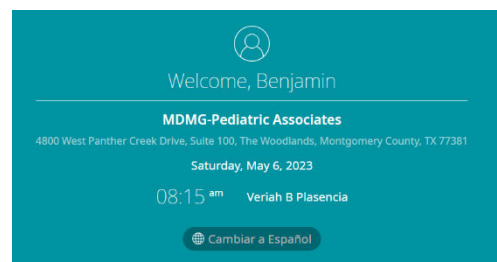 Welcome, Benjamin
MDMG-Pediatric Associates
4800 West Panther Creek Drive, Suite 100, The Woodlands, Montgomery County, TX 77381
Saturday, May 6, 2023
08:15 am Veriah B Plasencia
Cambiar a Español